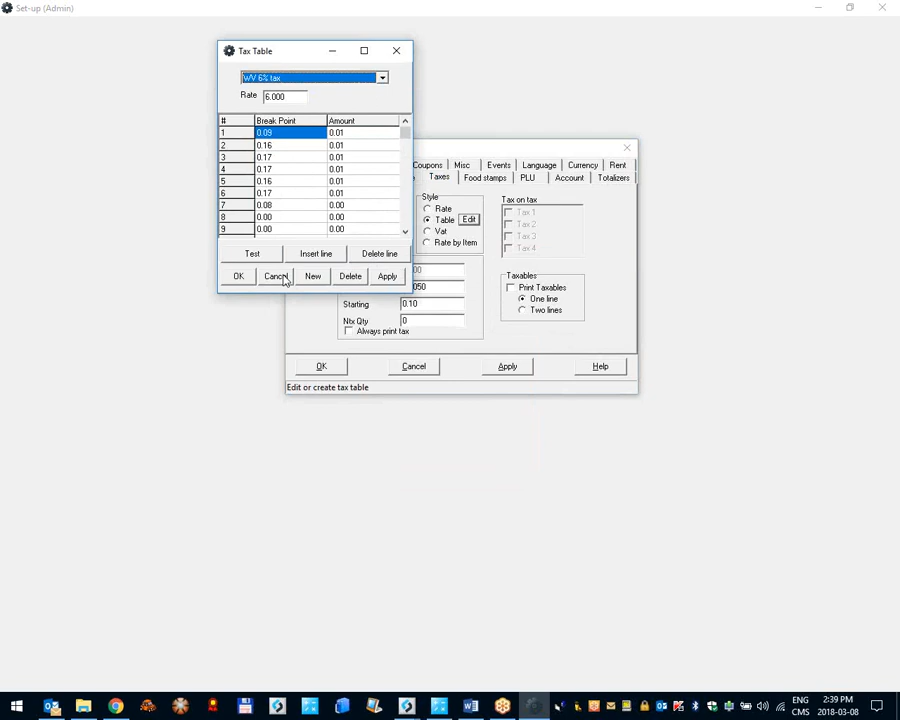 Set-up (Admin)
Tax Table
WV 6% tax
Rate 6.000
# Break Point Amount
1 0.09 0.01
2 0.16 0.01
3 0.17 0.01
4 0.17 0.01
5 0.16 0.01
6 0.17 0.01
7 0.08 0.00
8 0.00 0.00
9 0.00 0.00
Test Insert line Delete line
OK Cancel New Delete Apply
Coupons Misc Events Language Currency Rent
Taxes Food stamps PLU Account Totalizers
Style
Rate
Table Edit
Vat
Rate by Item
Tax on tax
Tax 1
Tax 2
Tax 3
Tax 4
00
050
Starting 0.10
Ntx Qty 0
Always print tax
Taxables
Print Taxables
One line
Two lines
OK Cancel Apply Help
Edit or create tax table
ENG 2:39 PM
CMS 2018-03-08